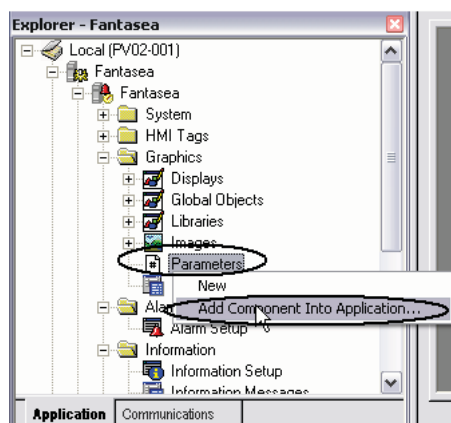 Explorer - Fantasea
Local (PV02-001)
Fantasea
Fantasea
System
HMI Tags
Graphics
Displays
Global Objects
Libraries
Images
Parameters
New
Add Component Into Application...
Alarm Setup
Information
Information Setup
Information Messages
Application Communications